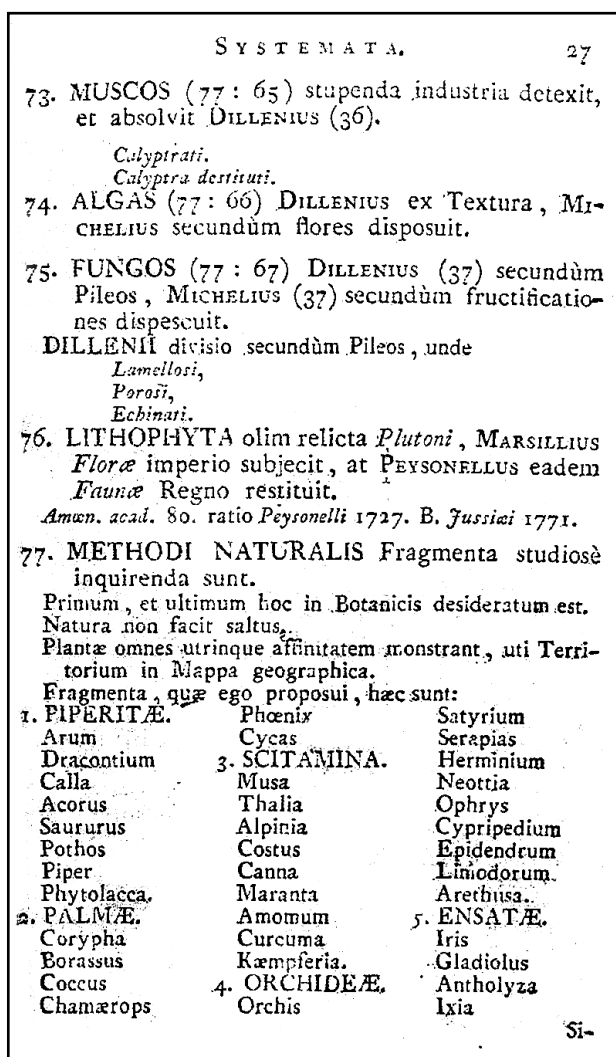 SYSTEMATA. 27
73. MUSCOS (77 : 65) stupenda industria detexit,
et absolvit DILLENIUS (36).
Calyptrati.
Calyptra destituti.
74. ALGAS (77 : 66) DILLENIUS ex Textura, MI-
CHELIUS secundùm flores disposuit.
75. FUNGOS (77 : 67) DILLENIUS (37) secundùm
Pileos, MICHELIUS (37) secundùm fructificatio-
nes dispescuit.
DILLENII divisio secundùm Pileos, unde
Lamellosi,
Porosi,
Echinati.
76. LITHOPHYTA olim relicta Plutoni, MARSILLIUS
Floræ imperio subjecit, at PEYSONELLUS eadem
Faunæ Regno restituit.
Amœn. acad. 80. ratio Peysonelli 1727. B. Jussiæi 1771.
77. METHODI NATURALIS Fragmenta studiosè
inquirenda sunt.
Primum, et ultimum hoc in Botanicis desideratum est.
Natura non facit saltus.
Plantæ omnes utrinque affinitatem monstrant, uti Terri-
torium in Mappa geographica.
Fragmenta, quæ ego proposui, hæc sunt:
1. PIPERITÆ.
Arum
Dracontium
Calla
Acorus
Saururus
Pothos
Piper
Phytolacca.
2. PALMÆ.
Corypha
Borassus
Coccus
Chamærops
Phœnix
Cycas
3. SCITAMINA.
Musa
Thalia
Alpinia
Costus
Canna
Maranta
Amomum
Curcuma
Kæmpferia.
4. ORCHIDEÆ.
Orchis
Satyrium
Serapias
Herminium
Neottia
Ophrys
Cypripedium
Epidendrum
Limodorum.
Arethusa.
5. ENSATÆ.
Iris
Gladiolus
Antholyza
Ixia
Si-